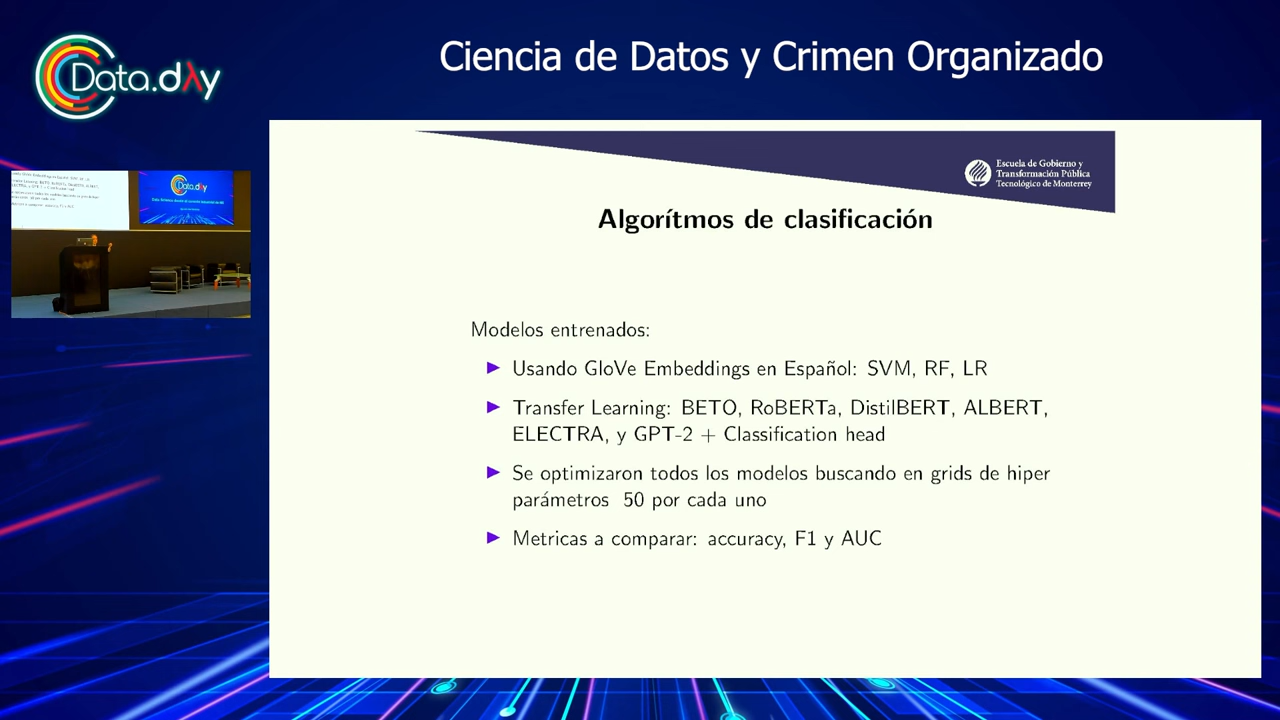 Data.dλy
Ciencia de Datos y Crimen Organizado
Escuela de Gobierno y
Transformación Pública
Tecnológico de Monterrey
Algorítmos de clasificación
Modelos entrenados:
Usando GloVe Embeddings en Español: SVM, RF, LR
Transfer Learning: BETO, RoBERTa, DistilBERT, ALBERT,
ELECTRA, y GPT-2 + Classification head
Se optimizaron todos los modelos buscando en grids de hiper
parámetros 50 por cada uno
Metricas a comparar: accuracy, F1 y AUC
Data.dλy